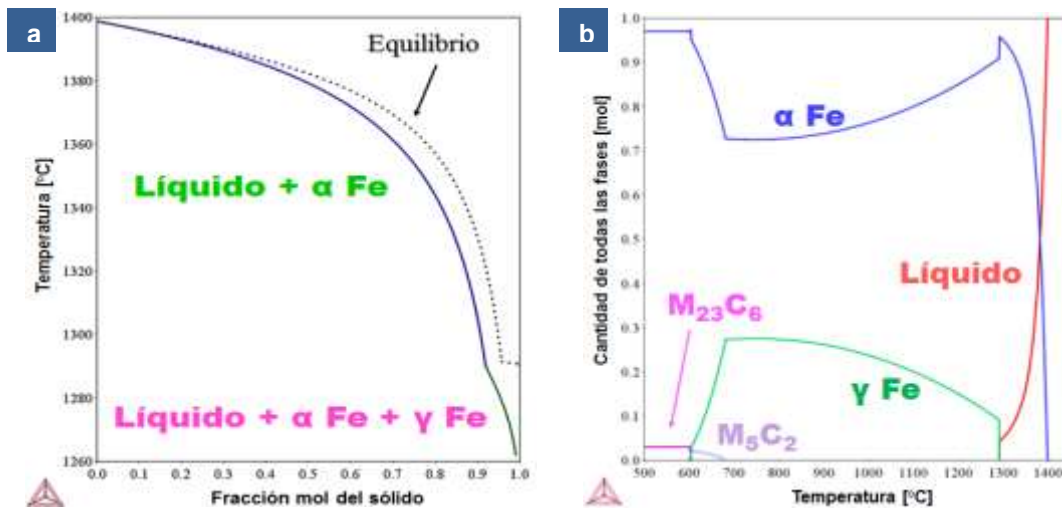 a
1400
1380
1360
1340
1320
1300
1280
1260
Temperatura [°C]
Equilibrio
Líquido + α Fe
Líquido + α Fe + γ Fe
0.0 0.1 0.2 0.3 0.4 0.5 0.6 0.7 0.8 0.9 1.0
Fracción mol del sólido
b
1.0
0.9
0.8
0.7
0.6
0.5
0.4
0.3
0.2
0.1
0.0
Cantidad de todas las fases [mol]
α Fe
Líquido
M23C6
γ Fe
M5C2
500 600 700 800 900 1000 1100 1200 1300 1400
Temperatura [°C]